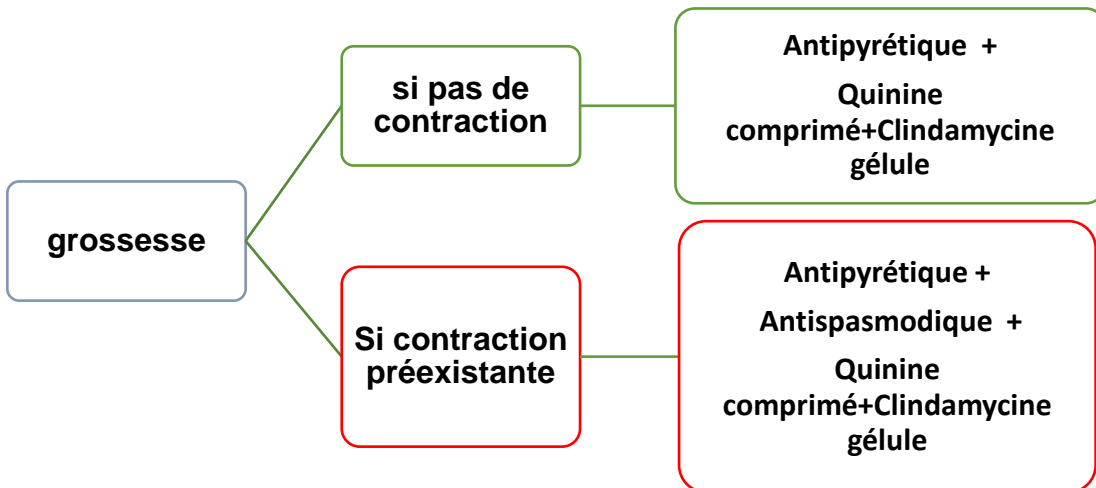 grossesse
si pas de
contraction
Antipyrétique +
Quinine
comprimé+Clindamycine
gélule
Si contraction
préexistante
Antipyrétique +
Antispasmodique +
Quinine
comprimé+Clindamycine
gélule